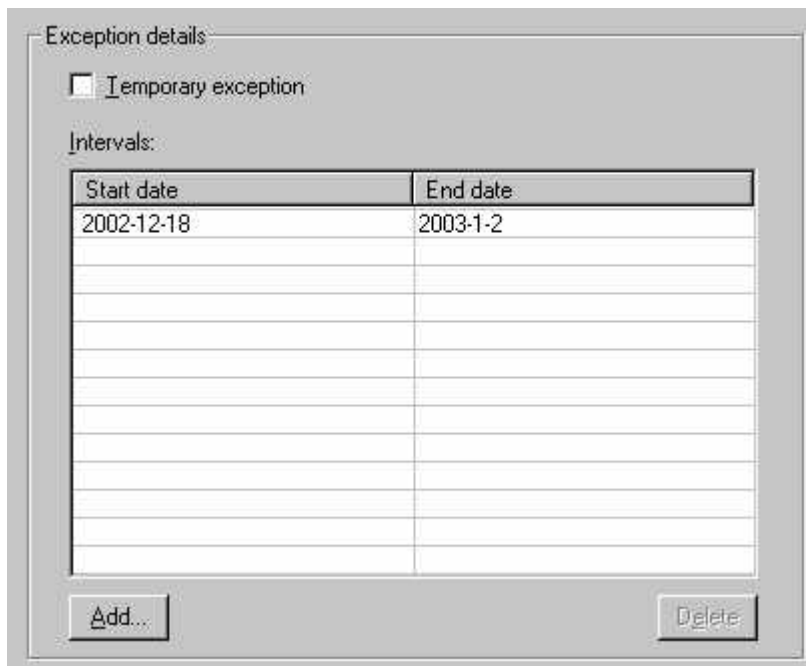 Exception details
Temporary exception
Intervals:
Start date End date
2002-12-18 2003-1-2
Add... Delete